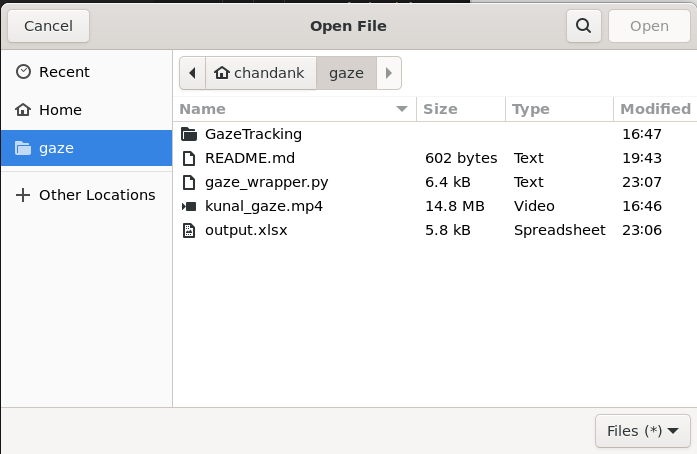 Cancel Open File Open
Recent
Home
gaze
Other Locations
chandank gaze
Name Size Type Modified
GazeTracking 16:47
README.md 602 bytes Text 19:43
gaze_wrapper.py 6.4 kB Text 23:07
kunal_gaze.mp4 14.8 MB Video 16:46
output.xlsx 5.8 kB Spreadsheet 23:06
Files (*)